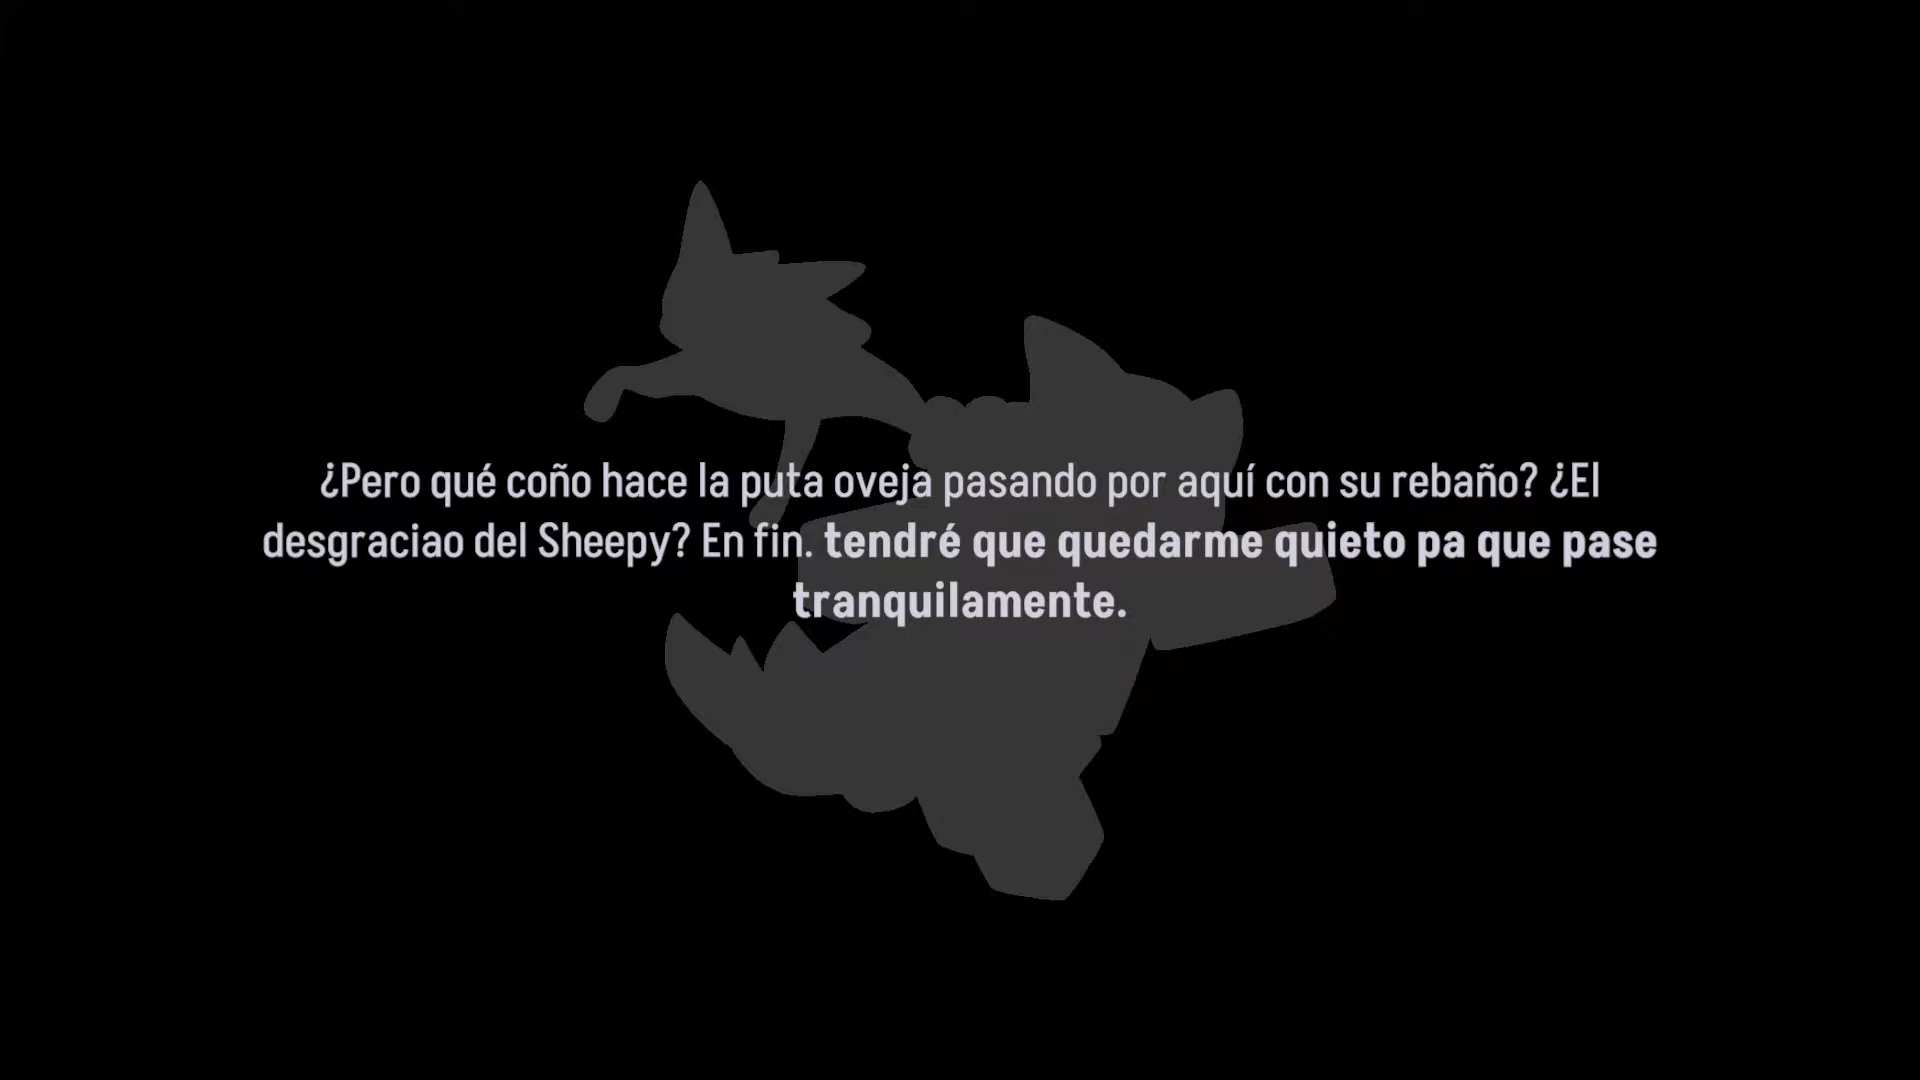 ¿Pero qué coño hace la puta oveja pasando por aquí con su rebaño? ¿El
desgraciao del Sheepy? En fin. tendré que quedarme quieto pa que pase
tranquilamente.